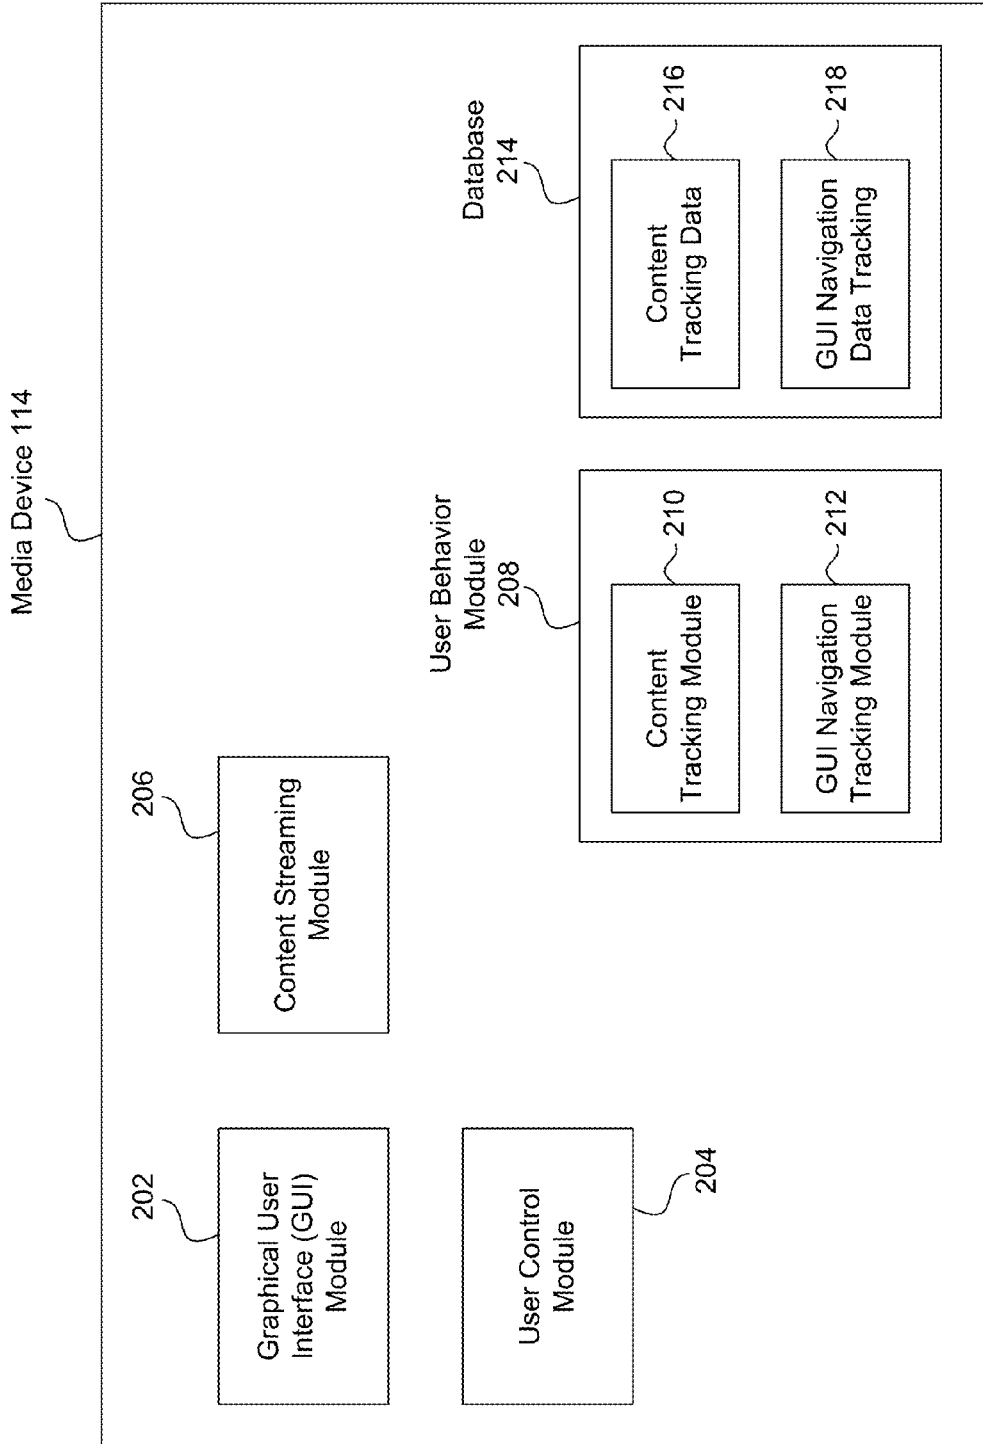 Media Device 114
202
Graphical User
Interface (GUI)
Module
206
Content Streaming
Module
User Control
Module
204
User Behavior
Module
208
Content
Tracking Module
210
GUI Navigation
Tracking Module
212
Database
214
Content
Tracking Data
216
GUI Navigation
Data Tracking
218